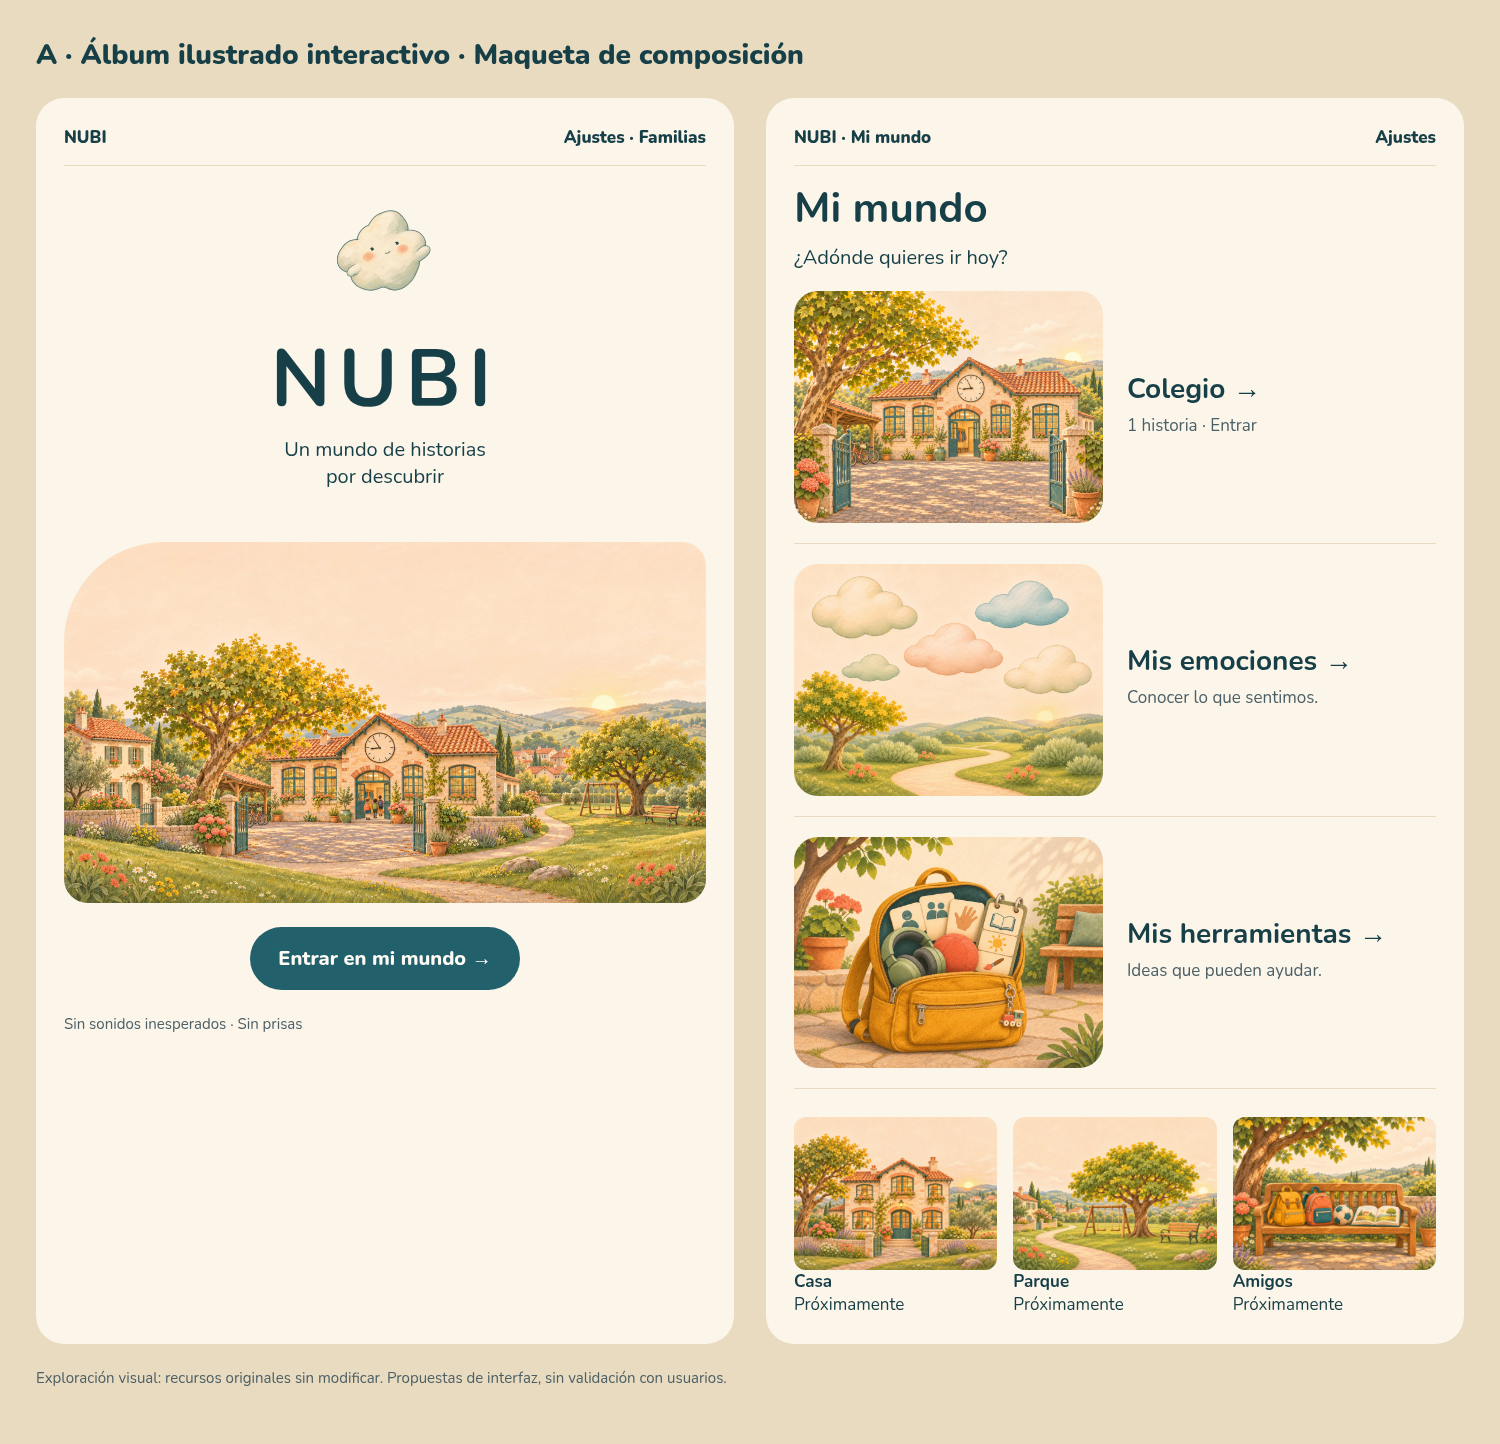 A · Álbum ilustrado interactivo · Maqueta de composición
NUBI
Ajustes · Familias
NUBI
Un mundo de historias
por descubrir
Entrar en mi mundo →
Sin sonidos inesperados · Sin prisas
NUBI · Mi mundo
Ajustes
Mi mundo
¿Adónde quieres ir hoy?
Colegio →
1 historia · Entrar
Mis emociones →
Conocer lo que sentimos.
Mis herramientas →
Ideas que pueden ayudar.
Casa
Próximamente
Parque
Próximamente
Amigos
Próximamente
Exploración visual: recursos originales sin modificar. Propuestas de interfaz, sin validación con usuarios.